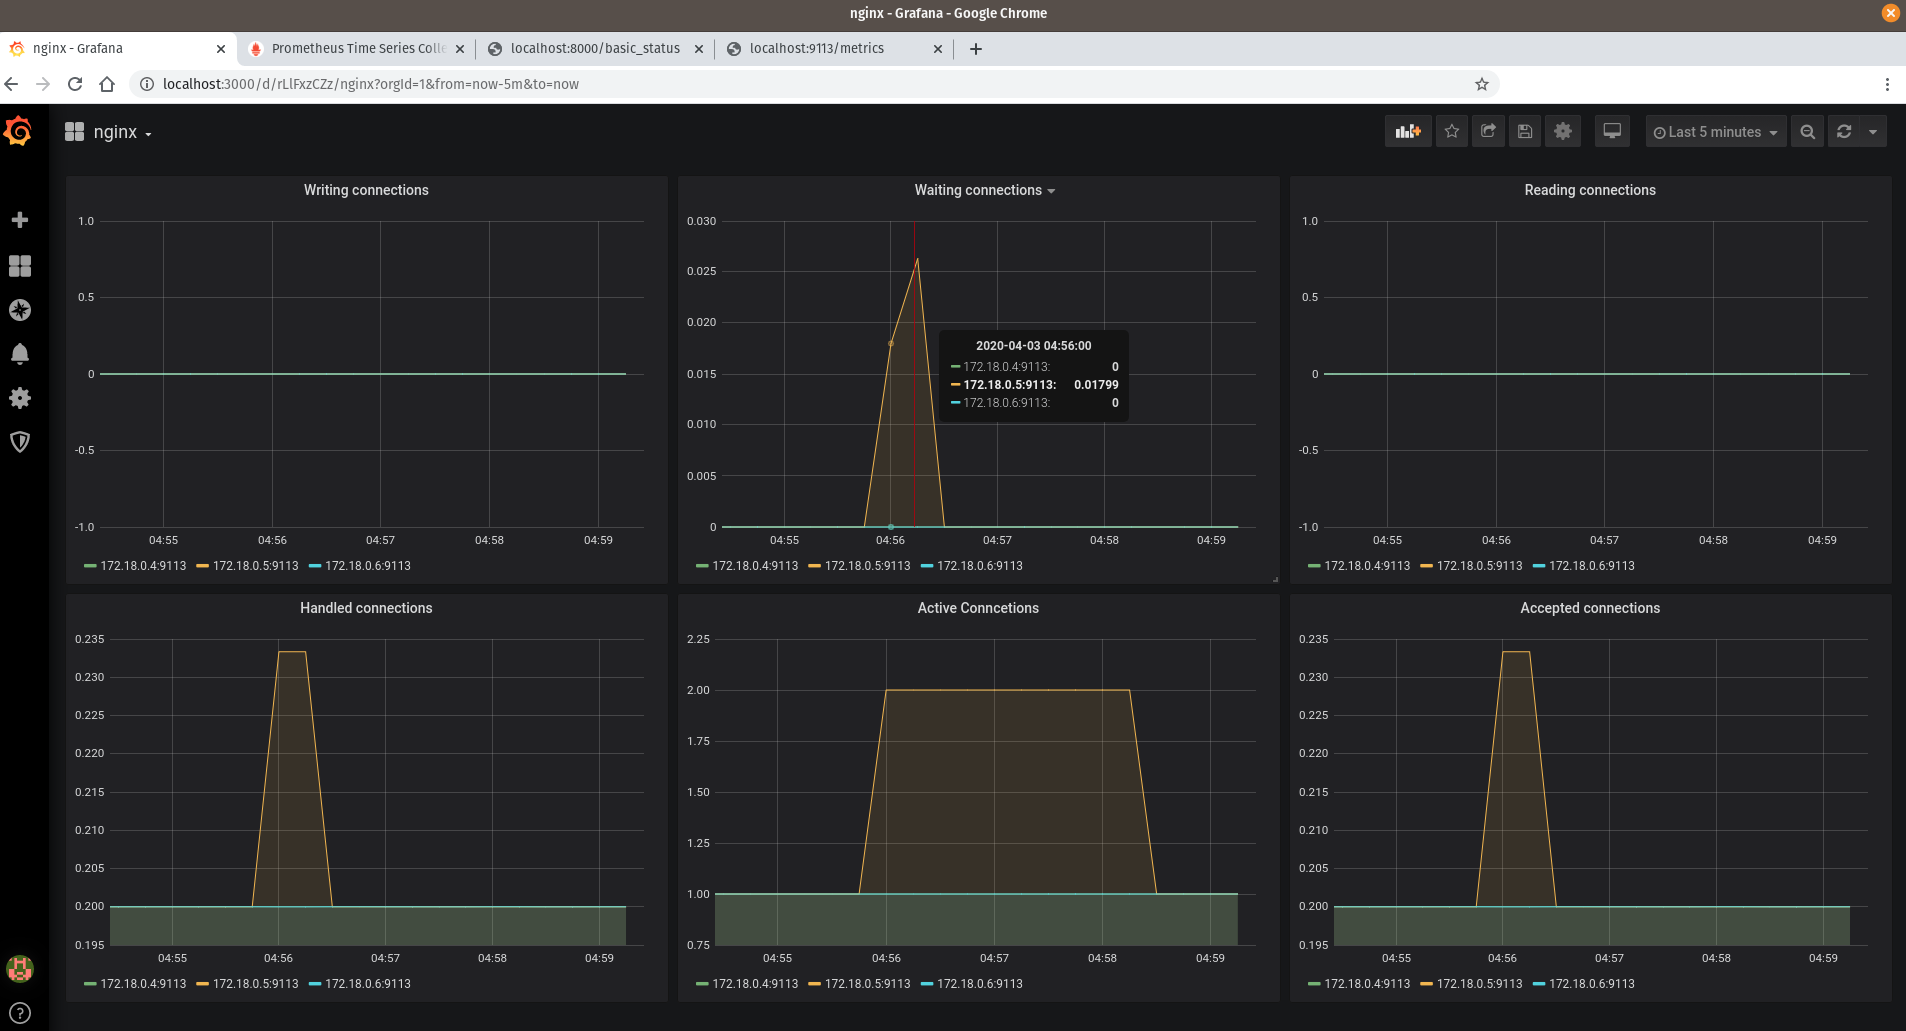 nginx - Grafana - Google Chrome
nginx - Grafana
Prometheus Time Series Colle
localhost:8000/basic_status
localhost:9113/metrics
localhost:3000/d/rLlFxzCZz/nginx?orgId=1&from=now-5m&to=now
nginx
Last 5 minutes
Writing connections
1.0
0.5
0
-0.5
-1.0
04:55 04:56 04:57 04:58 04:59
172.18.0.4:9113 172.18.0.5:9113 172.18.0.6:9113
Waiting connections
0.030
0.025
0.020
0.015
0.010
0.005
0
2020-04-03 04:56:00
172.18.0.4:9113: 0
172.18.0.5:9113: 0.01799
172.18.0.6:9113: 0
04:55 04:56 04:57 04:58 04:59
172.18.0.4:9113 172.18.0.5:9113 172.18.0.6:9113
Reading connections
1.0
0.5
0
-0.5
-1.0
04:55 04:56 04:57 04:58 04:59
172.18.0.4:9113 172.18.0.5:9113 172.18.0.6:9113
Handled connections
0.235
0.230
0.225
0.220
0.215
0.210
0.205
0.200
0.195
04:55 04:56 04:57 04:58 04:59
172.18.0.4:9113 172.18.0.5:9113 172.18.0.6:9113
Active Conncetions
2.25
2.00
1.75
1.50
1.25
1.00
0.75
04:55 04:56 04:57 04:58 04:59
172.18.0.4:9113 172.18.0.5:9113 172.18.0.6:9113
Accepted connections
0.235
0.230
0.225
0.220
0.215
0.210
0.205
0.200
0.195
04:55 04:56 04:57 04:58 04:59
172.18.0.4:9113 172.18.0.5:9113 172.18.0.6:9113